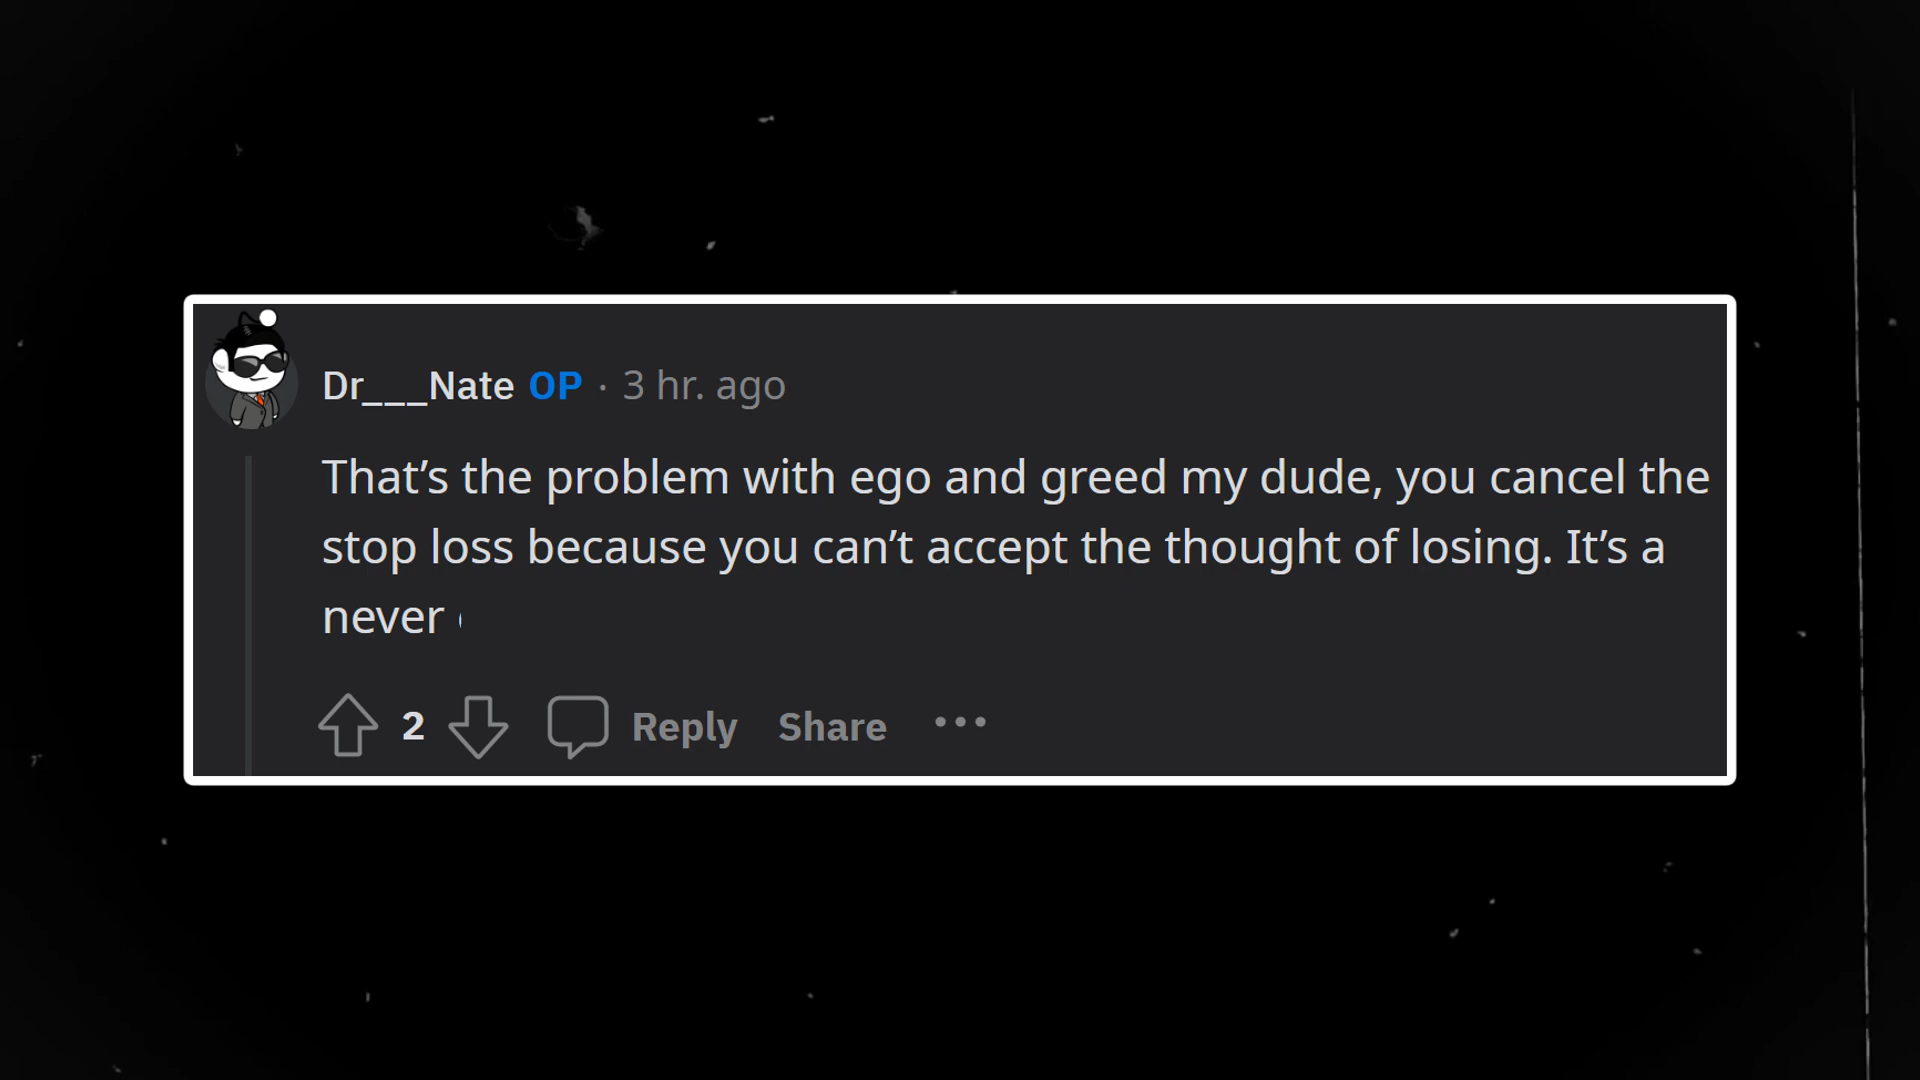 Dr___Nate OP · 3 hr. ago
That’s the problem with ego and greed my dude, you cancel the
stop loss because you can’t accept the thought of losing. It’s a
never
2 Reply Share ...